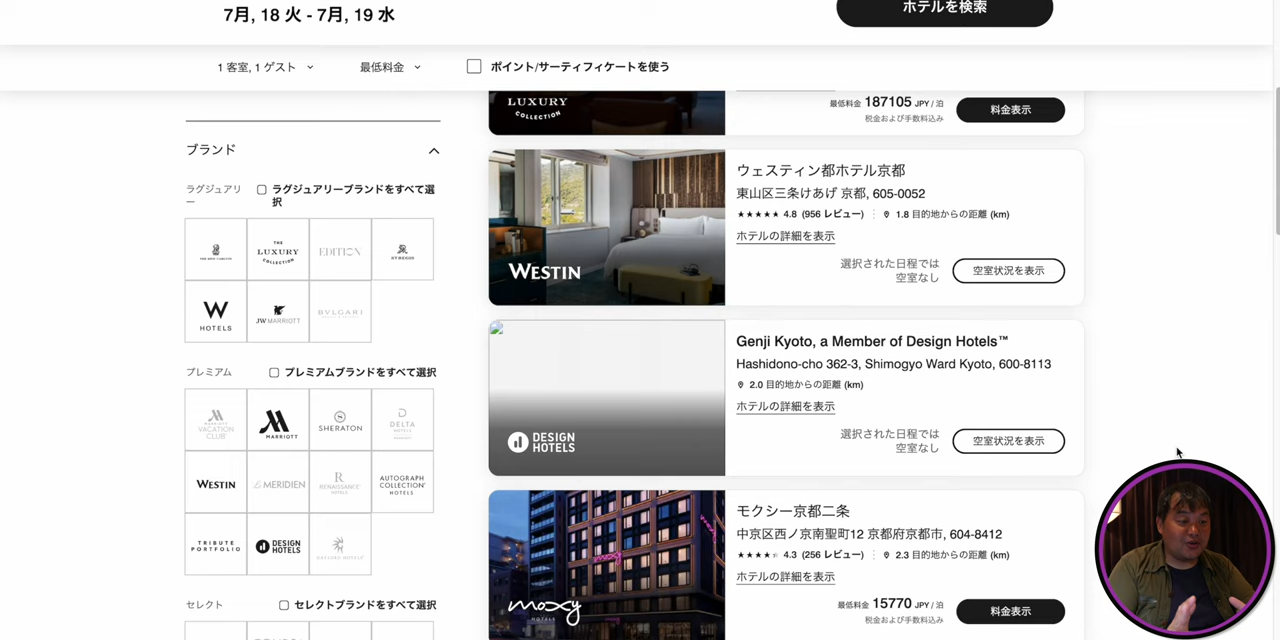 7月, 18 火 - 7月, 19 水
ホテルを検索
1 客室, 1 ゲスト
最低料金
ポイント/サーティフィケートを使う
ブランド
ラグジュアリー
ラグジュアリーブランドをすべて選択
THE LUXURY COLLECTION
EDITION
ST REGIS
W HOTELS
JW MARRIOTT
BVLGARI
プレミアム
プレミアムブランドをすべて選択
MARRIOTT VACATION CLUB
MARRIOTT
SHERATON
DELTA HOTELS
WESTIN
LE MERIDIEN
RENAISSANCE HOTELS
AUTOGRAPH COLLECTION HOTELS
TRIBUTE PORTFOLIO
DESIGN HOTELS
GAYLORD HOTELS
セレクト
セレクトブランドをすべて選択
LUXURY COLLECTION
最低料金 187105 JPY / 泊
税金および手数料込み
料金表示
WESTIN
ウェスティン都ホテル京都
東山区三条けあげ 京都, 605-0052
★★★★★ 4.8 (956 レビュー) 1.8 目的地からの距離 (km)
ホテルの詳細を表示
選択された日程では
空室なし
空室状況を表示
DESIGN HOTELS
Genji Kyoto, a Member of Design Hotels™
Hashidono-cho 362-3, Shimogyo Ward Kyoto, 600-8113
2.0 目的地からの距離 (km)
ホテルの詳細を表示
選択された日程では
空室なし
空室状況を表示
moxy HOTELS
モクシー京都二条
中京区西ノ京南聖町12 京都府京都市, 604-8412
★★★★★ 4.3 (256 レビュー) 2.3 目的地からの距離 (km)
ホテルの詳細を表示
最低料金 15770 JPY / 泊
税金および手数料込み
料金表示